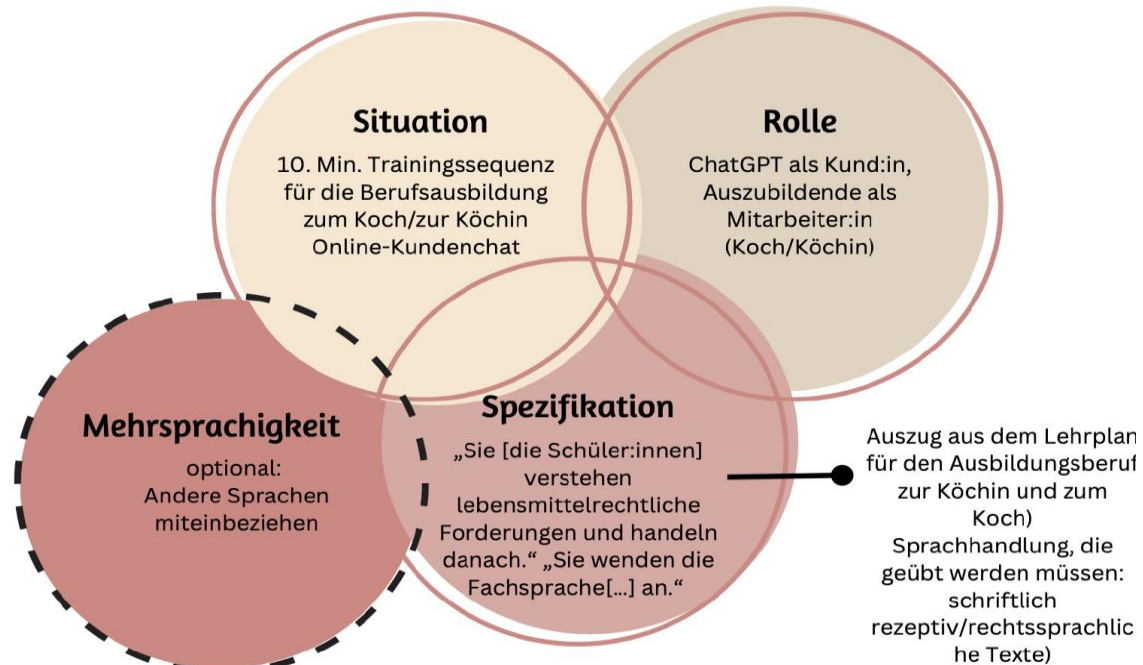 Situation
10. Min. Trainingssequenz
für die Berufsausbildung
zum Koch/zur Köchin
Online-Kundenchat
Rolle
ChatGPT als Kund:in,
Auszubildende als
Mitarbeiter:in
(Koch/Köchin)
Mehrsprachigkeit
optional:
Andere Sprachen
miteinbeziehen
Spezifikation
„Sie [die Schüler:innen]
verstehen
lebensmittelrechtliche
Forderungen und handeln
danach.“ „Sie wenden die
Fachsprache[...] an.“
Auszug aus dem Lehrplan
für den Ausbildungsberuf
zur Köchin und zum
Koch)
Sprachhandlung, die
geübt werden müssen:
schriftlich
rezeptiv/rechtssprachlic
he Texte)